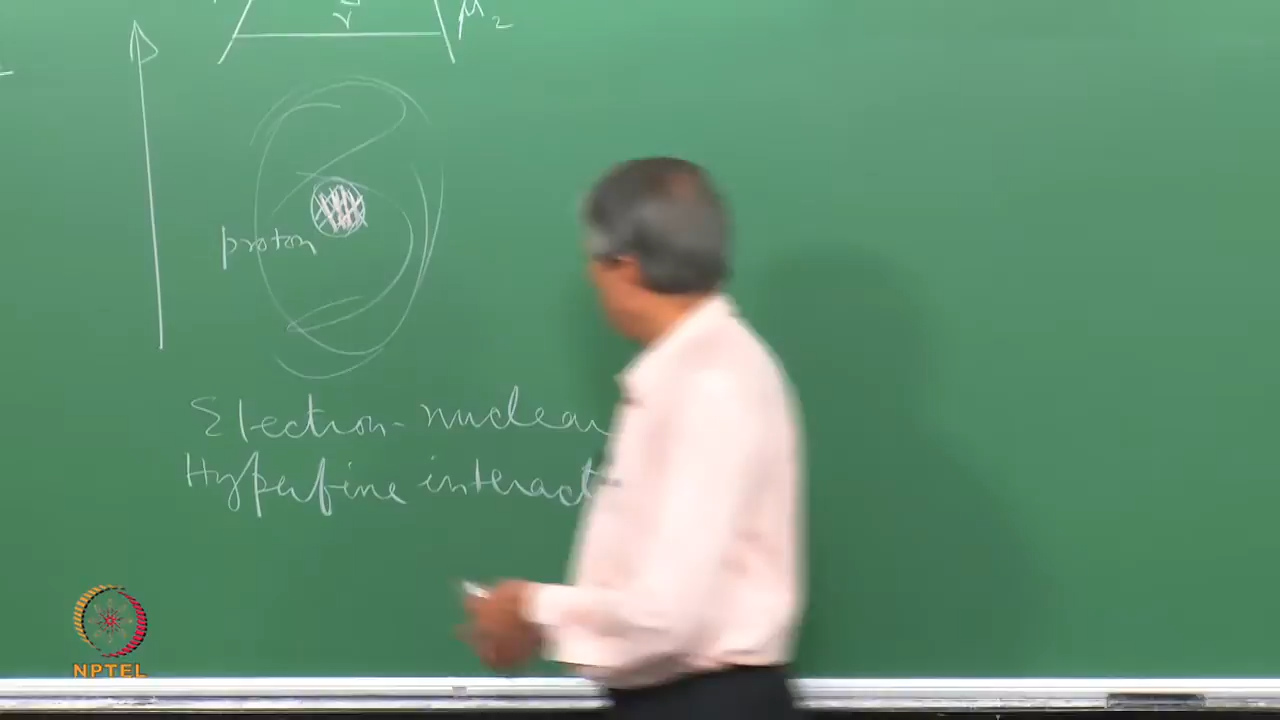 r μ₂
proton
Electron-nuclear
Hyperfine interact
NPTEL